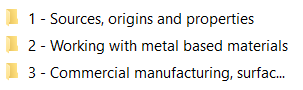 1 - Sources, origins and properties
2 - Working with metal based materials
3 - Commercial manufacturing, surfac...